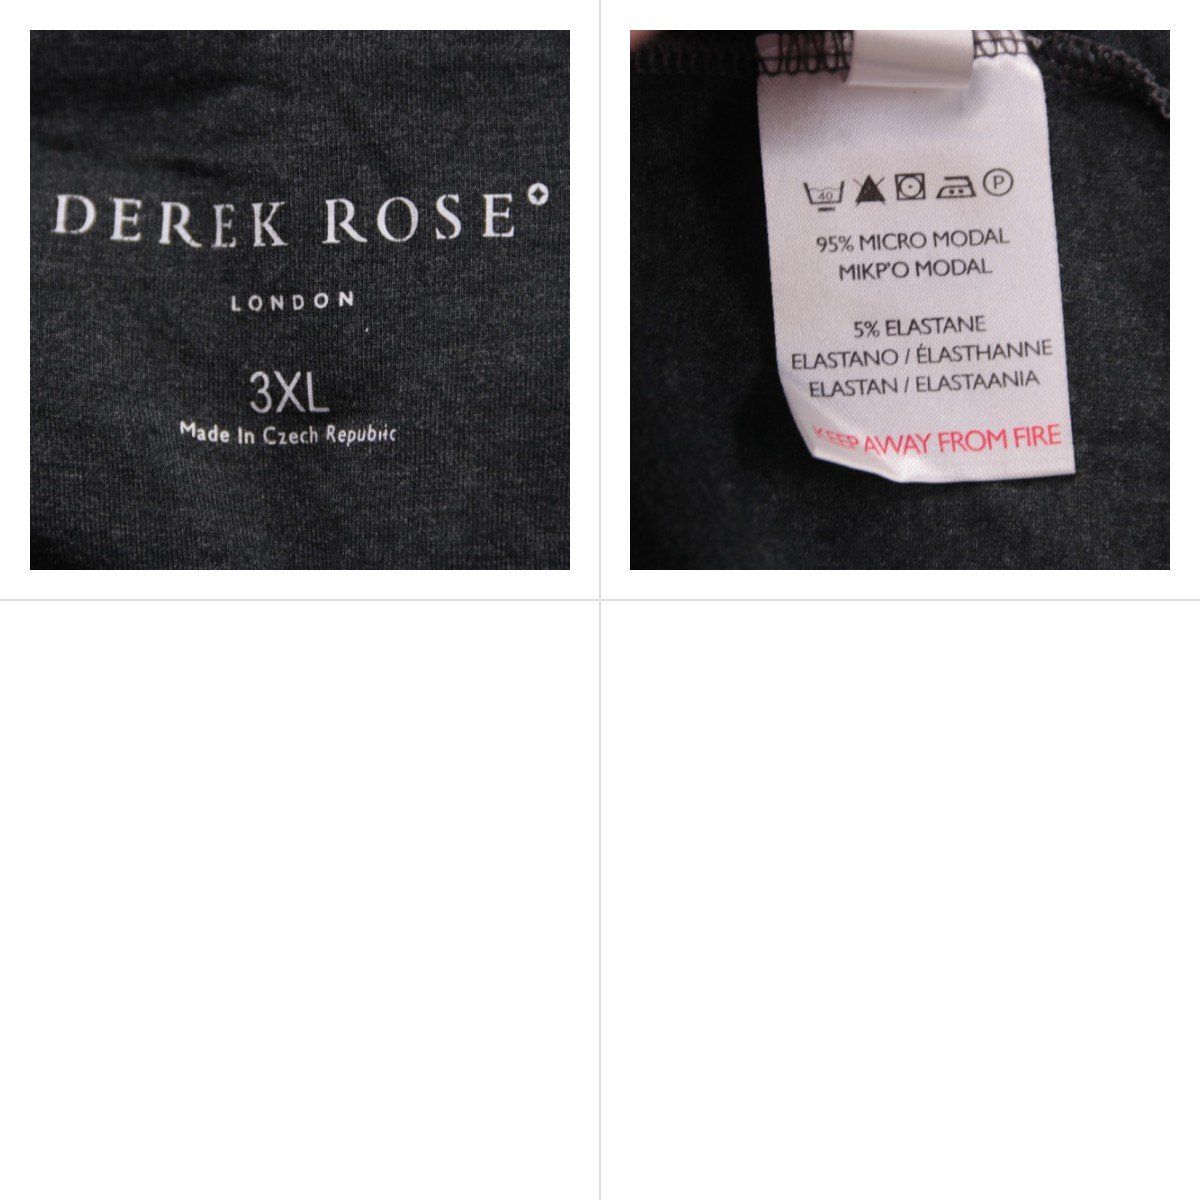 DEREK ROSE
LONDON
3XL
Made In Czech Republic
40
P
95% MICRO MODAL
MIKP'O MODAL
5% ELASTANE
ELASTANO / ÉLASTHANNE
ELASTAN / ELASTAANIA
KEEP AWAY FROM FIRE